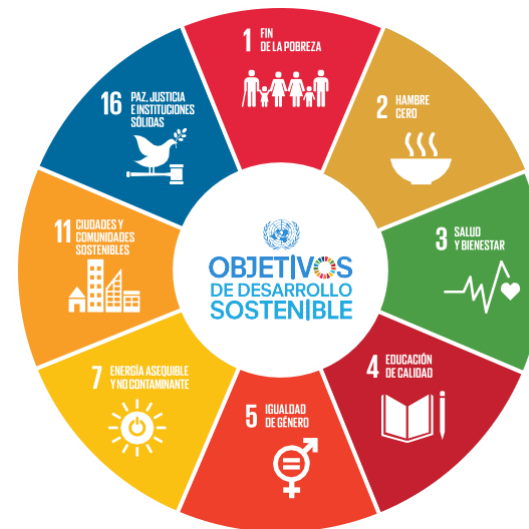 1 FIN
DE LA POBREZA
2 HAMBRE
CERO
3 SALUD
Y BIENESTAR
4 EDUCACIÓN
DE CALIDAD
5 IGUALDAD
DE GÉNERO
7 ENERGÍA ASEQUIBLE
Y NO CONTAMINANTE
11 CIUDADES Y
COMUNIDADES
SOSTENIBLES
16 PAZ, JUSTICIA
E INSTITUCIONES
SÓLIDAS
OBJETIVOS
DE DESARROLLO
SOSTENIBLE